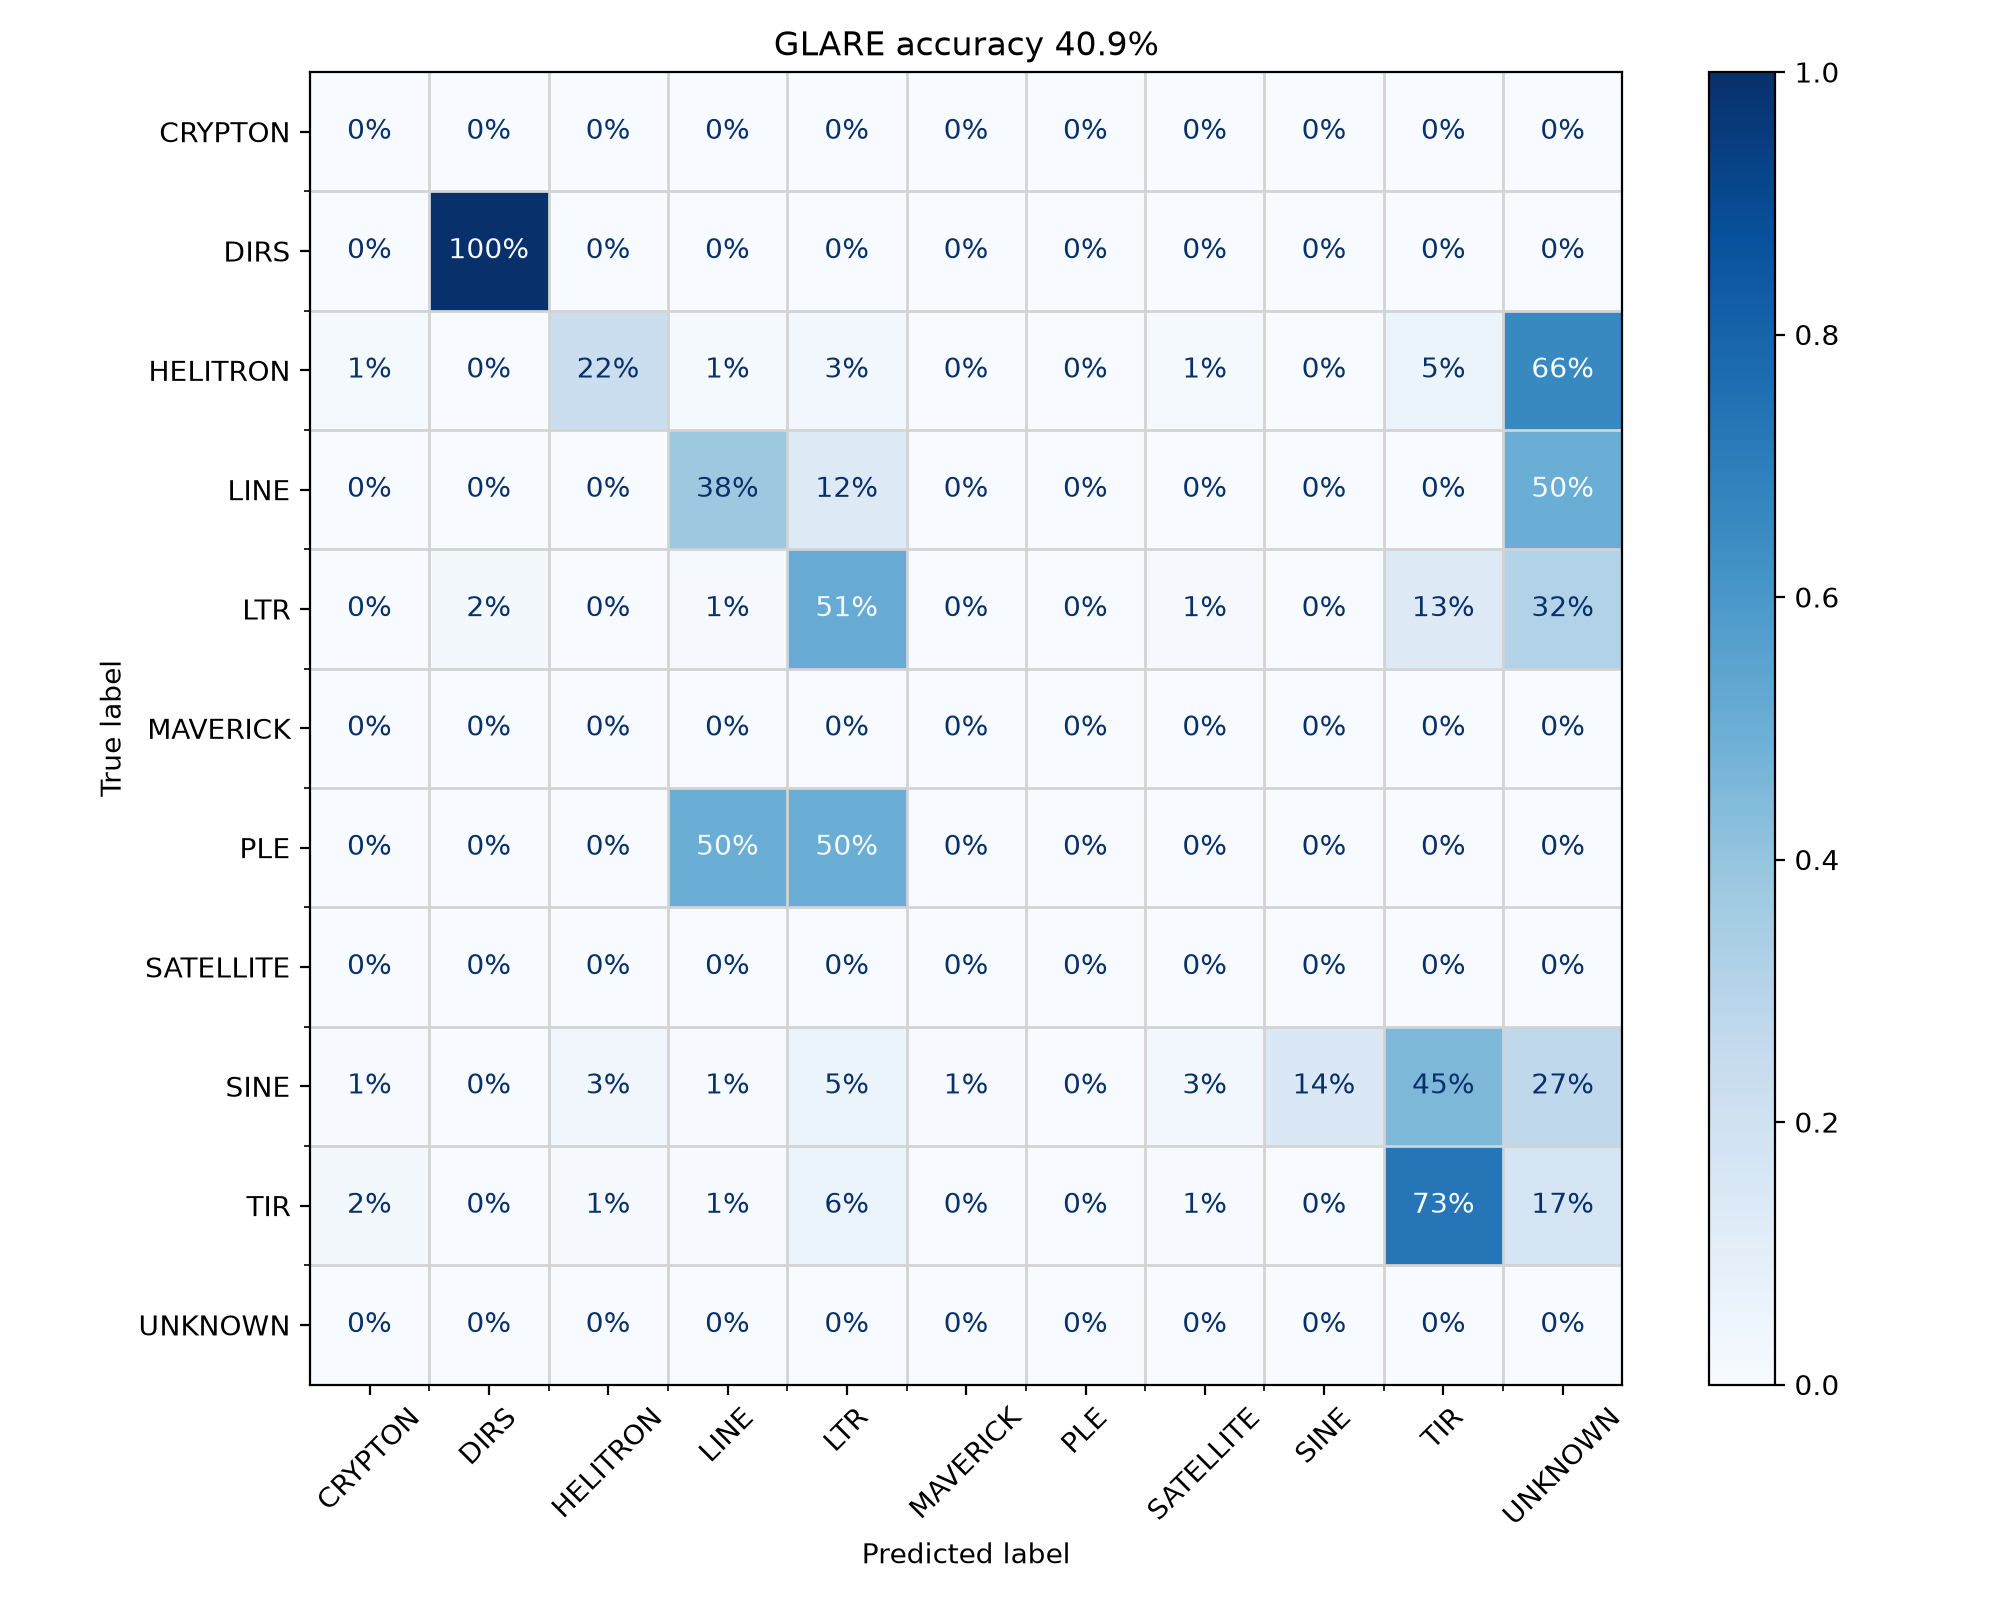 GLARE accuracy 40.9%
CRYPTON 0% 0% 0% 0% 0% 0% 0% 0% 0% 0% 0%
DIRS 0% 100% 0% 0% 0% 0% 0% 0% 0% 0% 0%
HELITRON 1% 0% 22% 1% 3% 0% 0% 1% 0% 5% 66%
LINE 0% 0% 0% 38% 12% 0% 0% 0% 0% 0% 50%
LTR 0% 2% 0% 1% 51% 0% 0% 1% 0% 13% 32%
MAVERICK 0% 0% 0% 0% 0% 0% 0% 0% 0% 0% 0%
PLE 0% 0% 0% 50% 50% 0% 0% 0% 0% 0% 0%
SATELLITE 0% 0% 0% 0% 0% 0% 0% 0% 0% 0% 0%
SINE 1% 0% 3% 1% 5% 1% 0% 3% 14% 45% 27%
TIR 2% 0% 1% 1% 6% 0% 0% 1% 0% 73% 17%
UNKNOWN 0% 0% 0% 0% 0% 0% 0% 0% 0% 0% 0%
CRYPTON DIRS HELITRON LINE LTR MAVERICK PLE SATELLITE SINE TIR UNKNOWN
Predicted label
True label
1.0
0.8
0.6
0.4
0.2
0.0